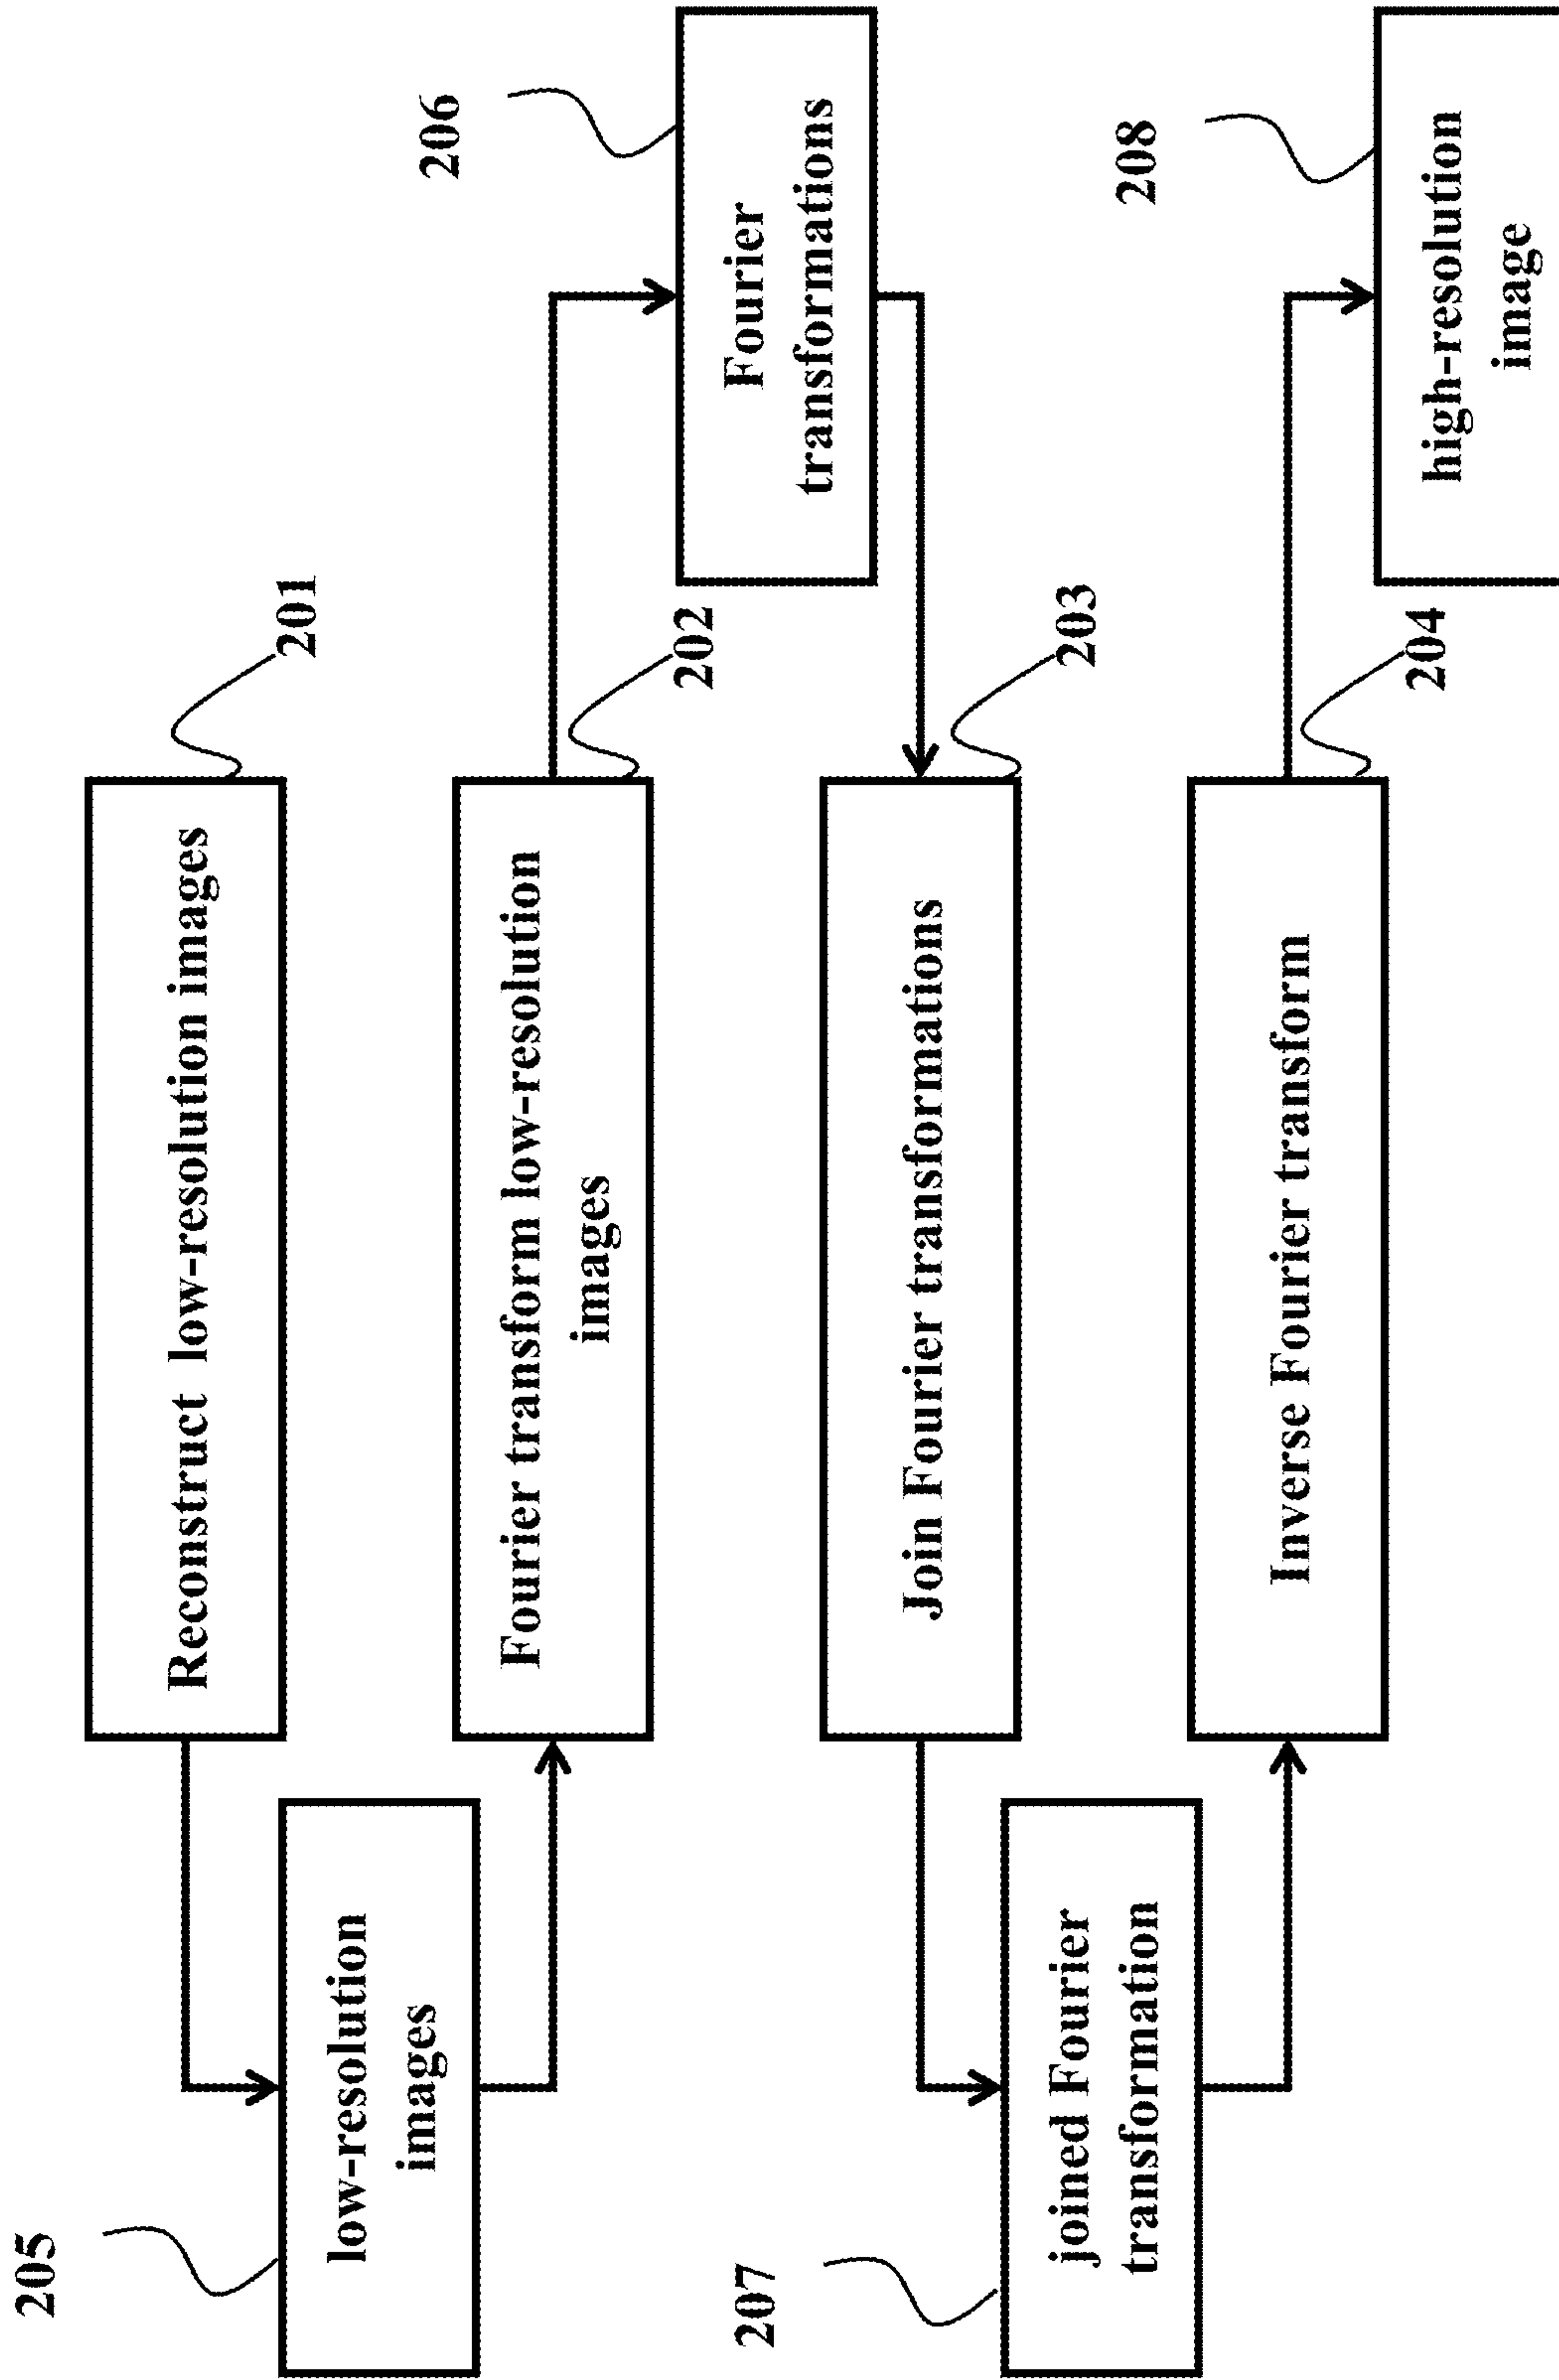 201
Reconstruct low-resolution images
205
low-resolution
images
202
Fourier transform low-resolution
images
206
Fourier
transformations
203
Join Fourier transformations
207
joined Fourier
transformation
204
Inverse Fourier transform
208
high-resolution
image